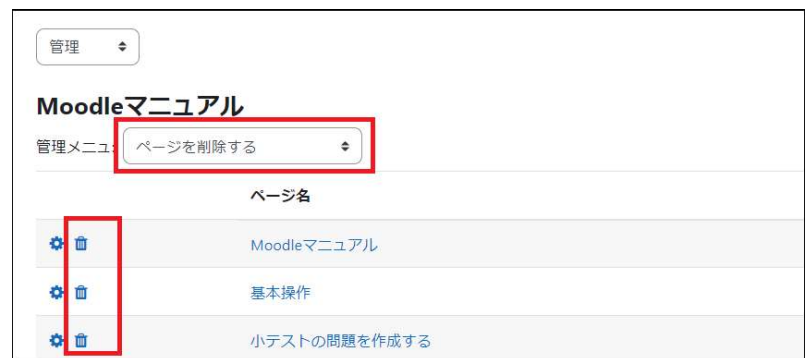 管理
Moodleマニュアル
管理メニュ ページを削除する
ページ名
Moodleマニュアル
基本操作
小テストの問題を作成する